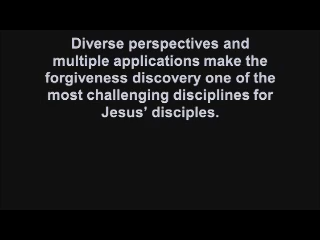 Diverse perspectives and
multiple applications make the
forgiveness discovery one of the
most challenging disciplines for
Jesus’ disciples.